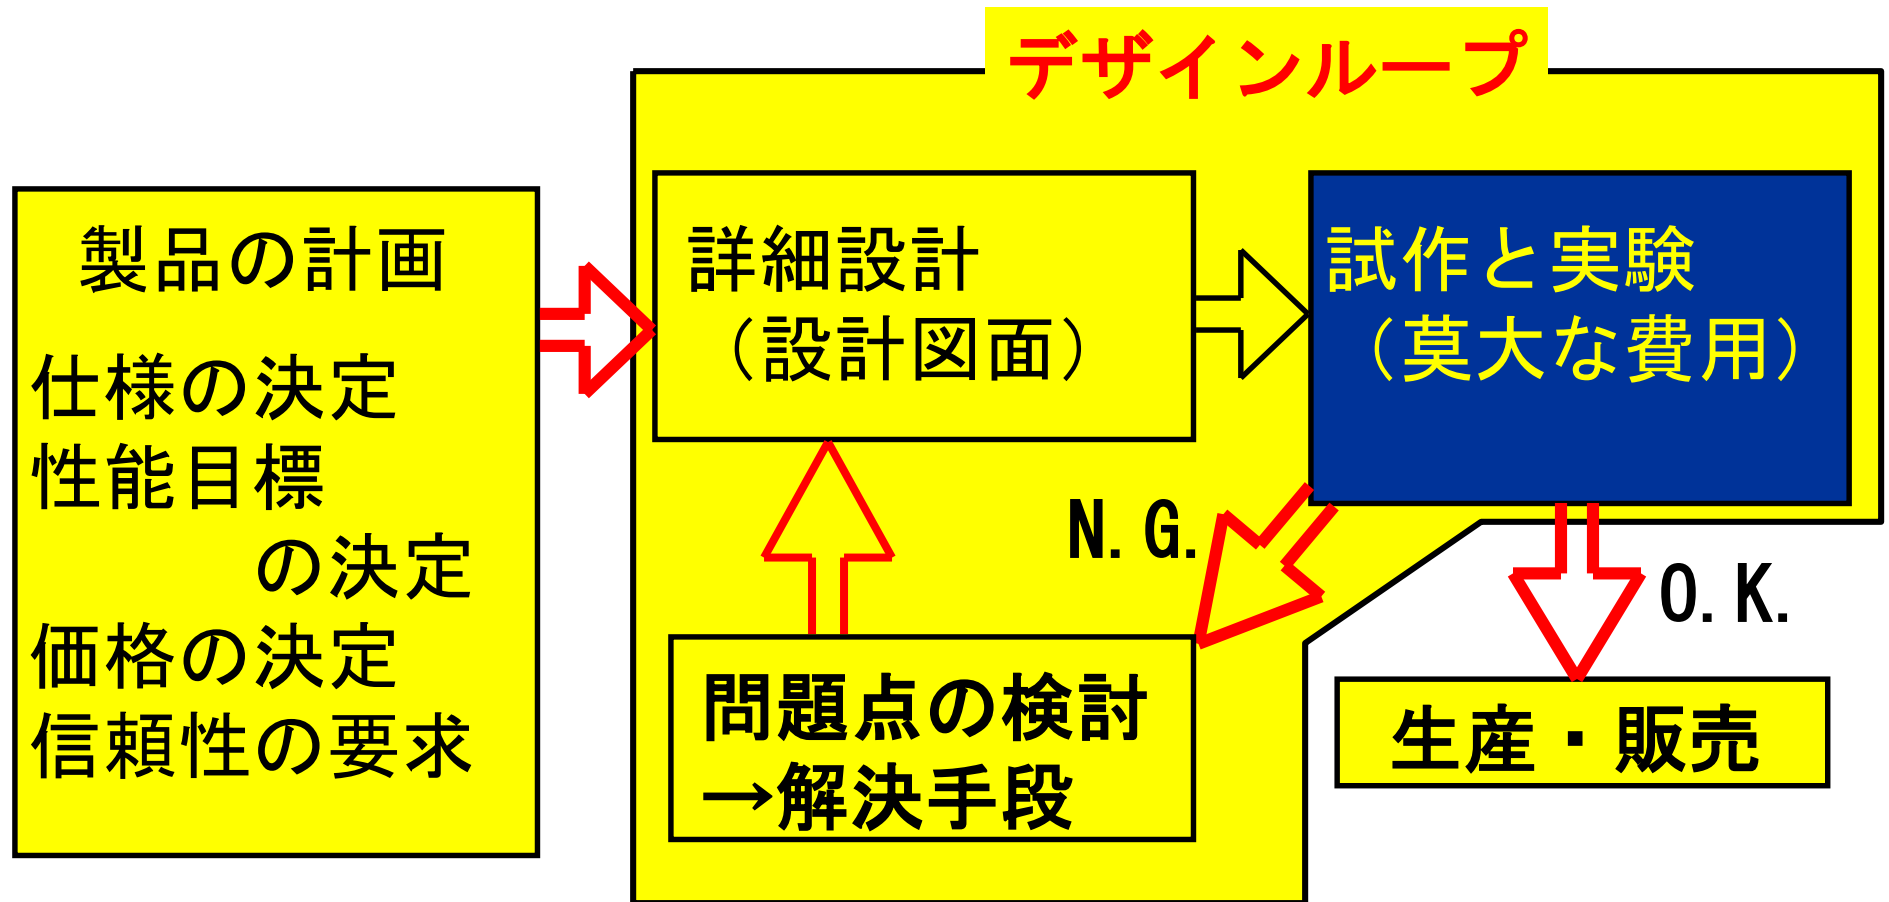 デザインループ
製品の計画
仕様の決定
性能目標
の決定
価格の決定
信頼性の要求
詳細設計
（設計図面）
試作と実験
（莫大な費用）
N.G.
O.K.
問題点の検討
→解決手段
生産・販売